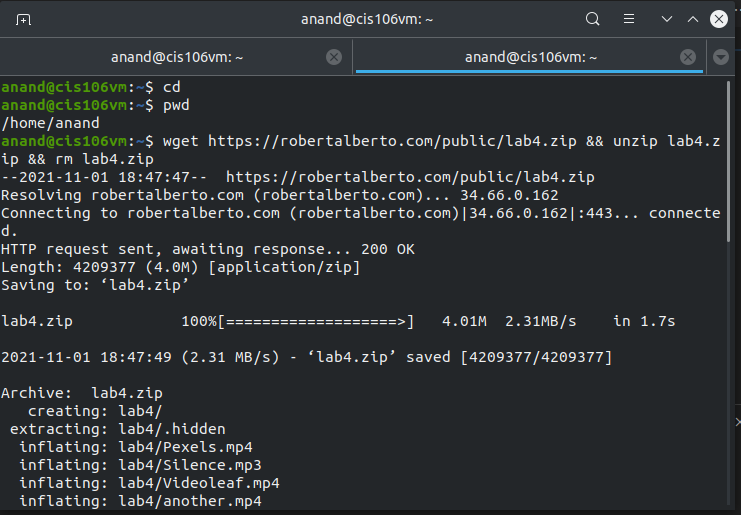 anand@cis106vm: ~
anand@cis106vm: ~
anand@cis106vm: ~
anand@cis106vm:~$ cd
anand@cis106vm:~$ pwd
/home/anand
anand@cis106vm:~$ wget https://robertalberto.com/public/lab4.zip && unzip lab4.z
ip && rm lab4.zip
--2021-11-01 18:47:47--  https://robertalberto.com/public/lab4.zip
Resolving robertalberto.com (robertalberto.com)... 34.66.0.162
Connecting to robertalberto.com (robertalberto.com)|34.66.0.162|:443... connecte
d.
HTTP request sent, awaiting response... 200 OK
Length: 4209377 (4.0M) [application/zip]
Saving to: ‘lab4.zip’
lab4.zip            100%[===================>]   4.01M  2.31MB/s    in 1.7s
2021-11-01 18:47:49 (2.31 MB/s) - ‘lab4.zip’ saved [4209377/4209377]
Archive:  lab4.zip
   creating: lab4/
 extracting: lab4/.hidden
  inflating: lab4/Pexels.mp4
  inflating: lab4/Silence.mp3
  inflating: lab4/Videoleaf.mp4
  inflating: lab4/another.mp4